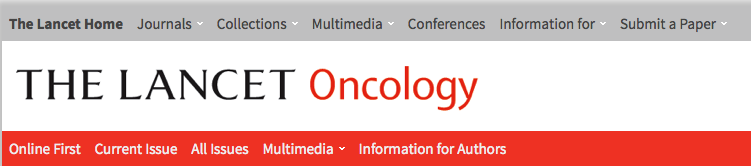 The Lancet Home Journals Collections Multimedia Conferences Information for Submit a Paper
THE LANCET Oncology
Online First Current Issue All Issues Multimedia Information for Authors